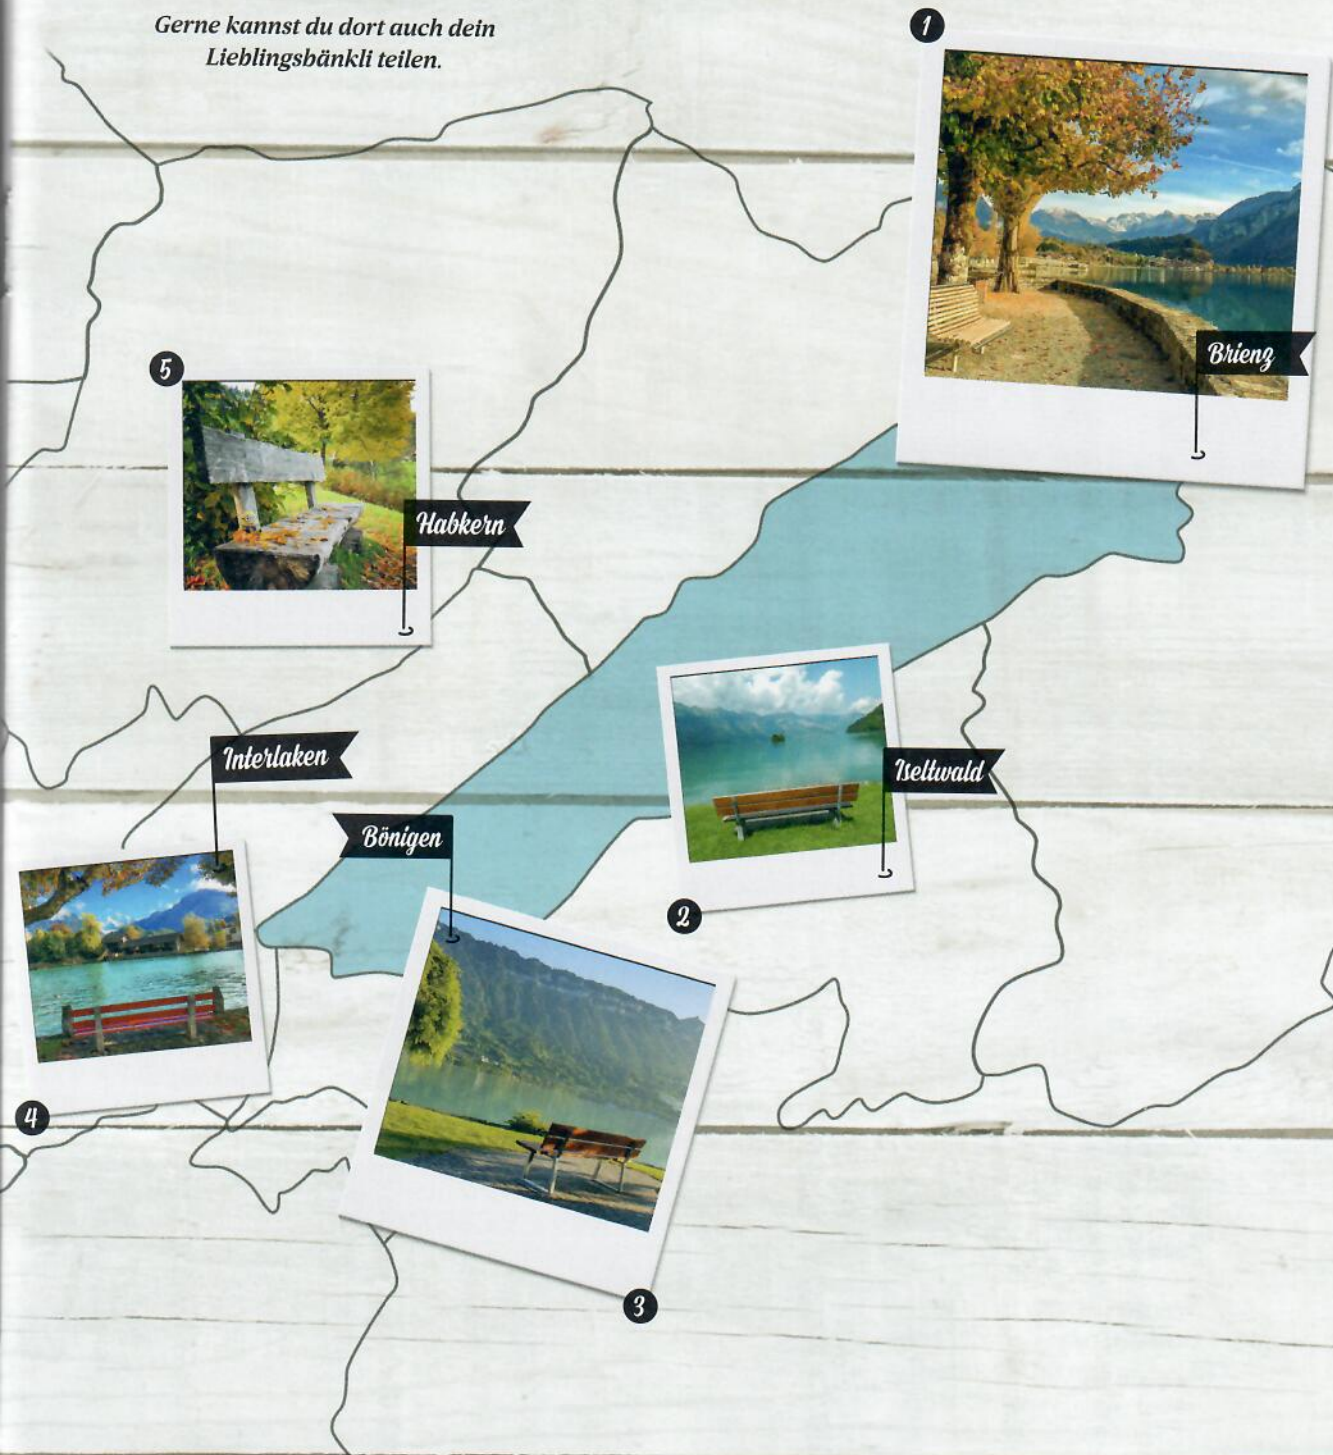 Gerne kannst du dort auch dein
Lieblingsbänkli teilen.
1
Brienz
5
Habkern
Interlaken
Iseltwald
Bönigen
2
4
3